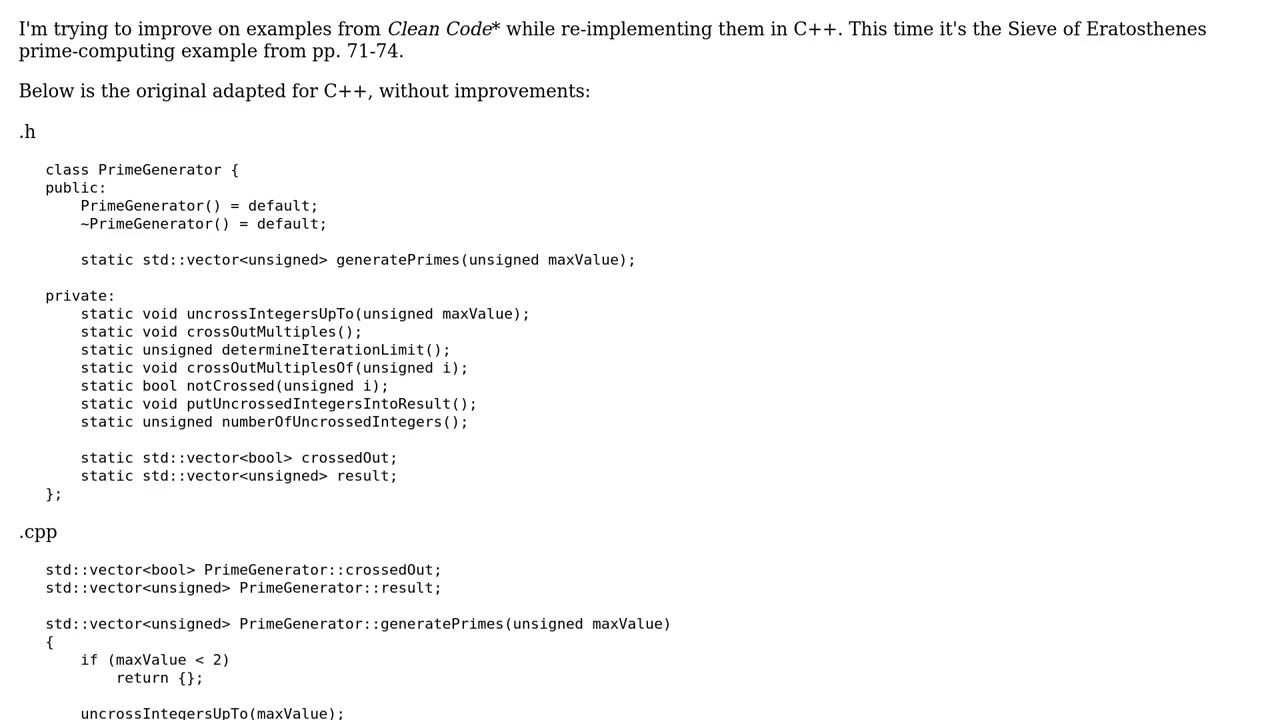 I'm trying to improve on examples from Clean Code* while re-implementing them in C++. This time it's the Sieve of Eratosthenes
prime-computing example from pp. 71-74.
Below is the original adapted for C++, without improvements:
.h
class PrimeGenerator {
public:
    PrimeGenerator() = default;
    ~PrimeGenerator() = default;
    static std::vector<unsigned> generatePrimes(unsigned maxValue);
private:
    static void uncrossIntegersUpTo(unsigned maxValue);
    static void crossOutMultiples();
    static unsigned determineIterationLimit();
    static void crossOutMultiplesOf(unsigned i);
    static bool notCrossed(unsigned i);
    static void putUncrossedIntegersIntoResult();
    static unsigned numberOfUncrossedIntegers();
    static std::vector<bool> crossedOut;
    static std::vector<unsigned> result;
};
.cpp
std::vector<bool> PrimeGenerator::crossedOut;
std::vector<unsigned> PrimeGenerator::result;
std::vector<unsigned> PrimeGenerator::generatePrimes(unsigned maxValue)
{
    if (maxValue < 2)
        return {};
    uncrossIntegersUpTo(maxValue);